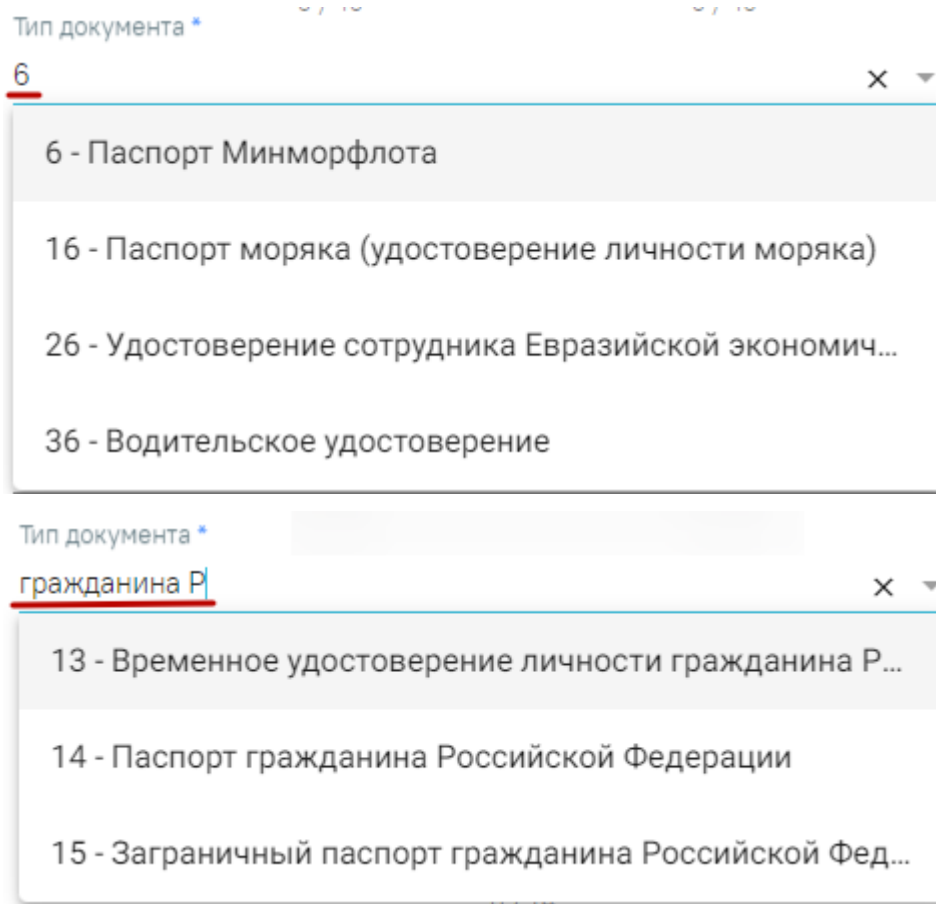 Тип документа *
6
6 - Паспорт Минморфлота
16 - Паспорт моряка (удостоверение личности моряка)
26 - Удостоверение сотрудника Евразийской экономич...
36 - Водительское удостоверение
Тип документа *
гражданина Р
13 - Временное удостоверение личности гражданина Р...
14 - Паспорт гражданина Российской Федерации
15 - Заграничный паспорт гражданина Российской Фед...